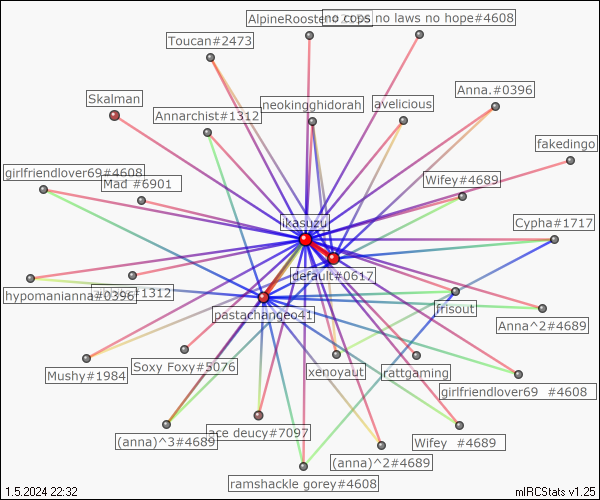 AlpineRooster
no cops no laws no hope#4608
Toucan#2473
Skalman
Annarchist#1312
neokingghidorah
avelicious
Anna.#0396
fakedingo
girlfriendlover69#4608
Mad #6901
Wifey#4689
ikasuzu
Cypha#1717
default#0617
hypomanianna#0396
1312
pastachangeo41
frisout
Anna^2#4689
Mushy#1984
Soxy Foxy#5076
xenoyaut
rattgaming
girlfriendlover69 #4608
(anna)^3#4689
ace deucy#7097
Wifey #4689
(anna)^2#4689
ramshackle gorey#4608
1.5.2024 22:32
mIRCStats v1.25